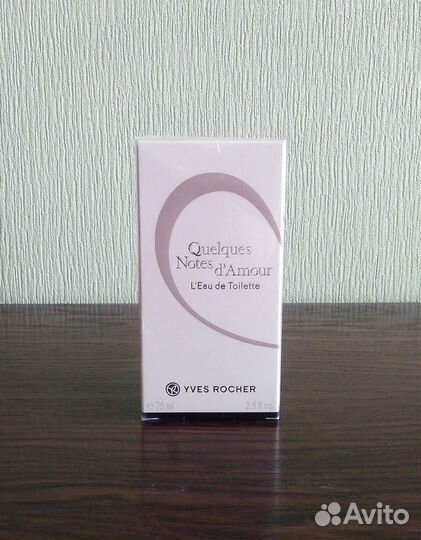 Quelques
Notes d'Amour
L'Eau de Toilette
YVES ROCHER
℮ 75 ml 2.5 fl.oz.
Avito